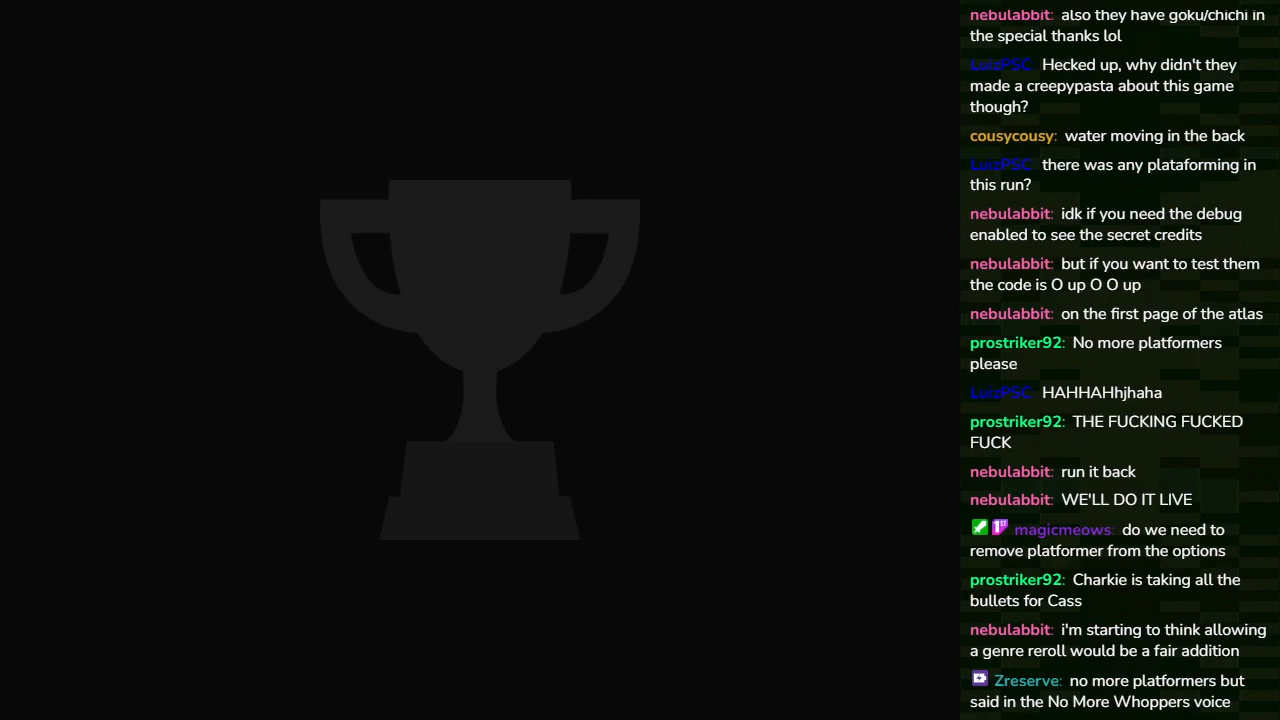 nebulabbit: also they have goku/chichi in
the special thanks lol
LuizPSC: Hecked up, why didn't they
made a creepypasta about this game
though?
cousycousy: water moving in the back
LuizPSC: there was any plataforming in
this run?
nebulabbit: idk if you need the debug
enabled to see the secret credits
nebulabbit: but if you want to test them
the code is O up O O up
nebulabbit: on the first page of the atlas
prostriker92: No more platformers
please
LuizPSC: HAHHAHhjhaha
prostriker92: THE FUCKING FUCKED
FUCK
nebulabbit: run it back
nebulabbit: WE'LL DO IT LIVE
1ST magicmeows: do we need to
remove platformer from the options
prostriker92: Charkie is taking all the
bullets for Cass
nebulabbit: i'm starting to think allowing
a genre reroll would be a fair addition
Zreserve: no more platformers but
said in the No More Whoppers voice